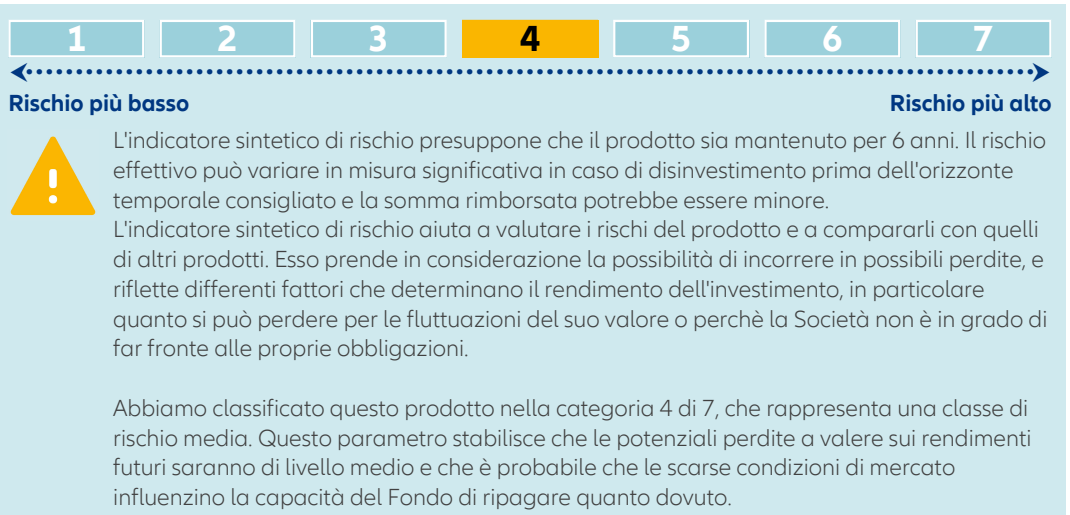 1 2 3 4 5 6 7
Rischio più basso Rischio più alto
L'indicatore sintetico di rischio presuppone che il prodotto sia mantenuto per 6 anni. Il rischio
effettivo può variare in misura significativa in caso di disinvestimento prima dell'orizzonte
temporale consigliato e la somma rimborsata potrebbe essere minore.
L'indicatore sintetico di rischio aiuta a valutare i rischi del prodotto e a compararli con quelli
di altri prodotti. Esso prende in considerazione la possibilità di incorrere in possibili perdite, e
riflette differenti fattori che determinano il rendimento dell'investimento, in particolare
quanto si può perdere per le fluttuazioni del suo valore o perchè la Società non è in grado di
far fronte alle proprie obbligazioni.
Abbiamo classificato questo prodotto nella categoria 4 di 7, che rappresenta una classe di
rischio media. Questo parametro stabilisce che le potenziali perdite a valere sui rendimenti
futuri saranno di livello medio e che è probabile che le scarse condizioni di mercato
influenzino la capacità del Fondo di ripagare quanto dovuto.